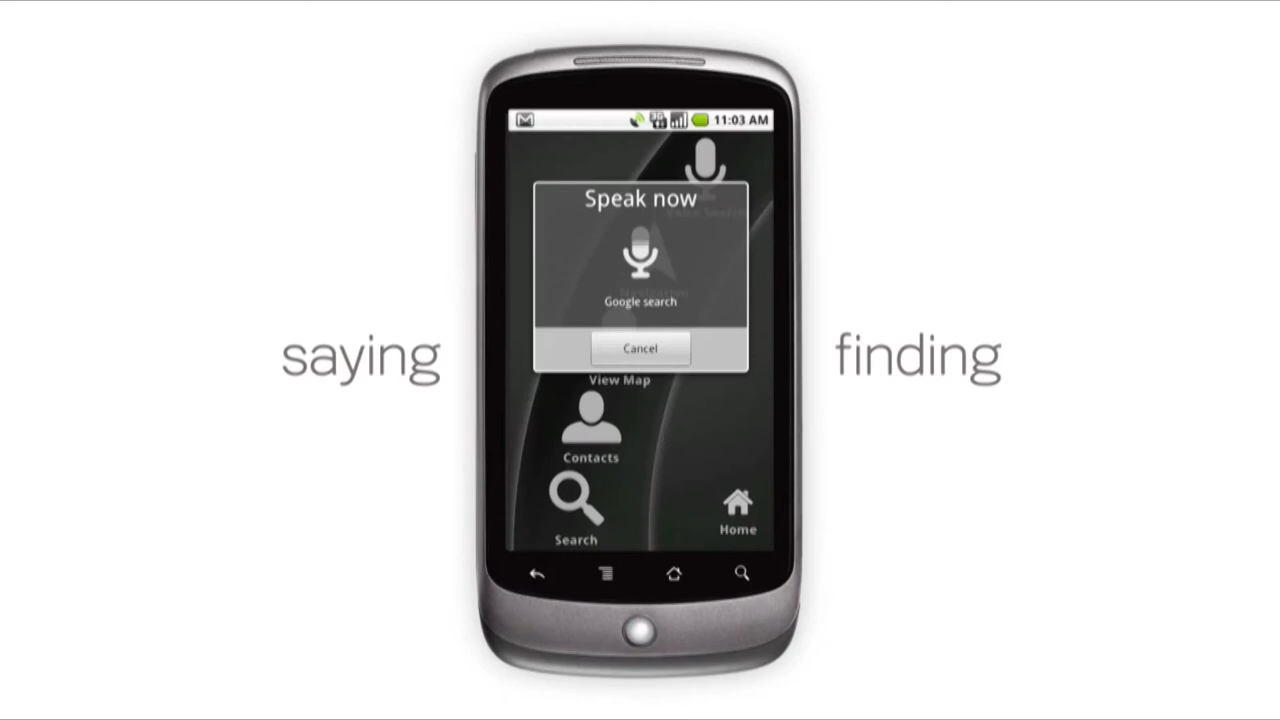 11:03 AM
Speak now
Google search
Cancel
View Map
Contacts
Search
Home
saying
finding